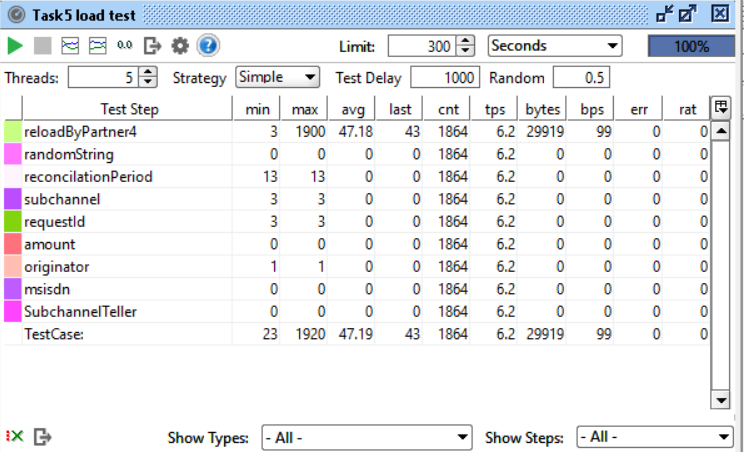 Task5 load test
0.0 Limit: 300 Seconds 100%
Threads: 5 Strategy Simple Test Delay 1000 Random 0.5
Test Step min max avg last cnt tps bytes bps err rat
reloadByPartner4 3 1900 47.18 43 1864 6.2 29919 99 0 0
randomString 0 0 0 0 1864 6.2 0 0 0 0
reconcilationPeriod 13 13 0 0 1864 6.2 0 0 0 0
subchannel 3 3 0 0 1864 6.2 0 0 0 0
requestId 3 3 0 0 1864 6.2 0 0 0 0
amount 0 0 0 0 1864 6.2 0 0 0 0
originator 1 1 0 0 1864 6.2 0 0 0 0
msisdn 0 0 0 0 1864 6.2 0 0 0 0
SubchannelTeller 0 0 0 0 1864 6.2 0 0 0 0
TestCase: 23 1920 47.19 43 1864 6.2 29919 99 0 0
Show Types: - All - Show Steps: - All -